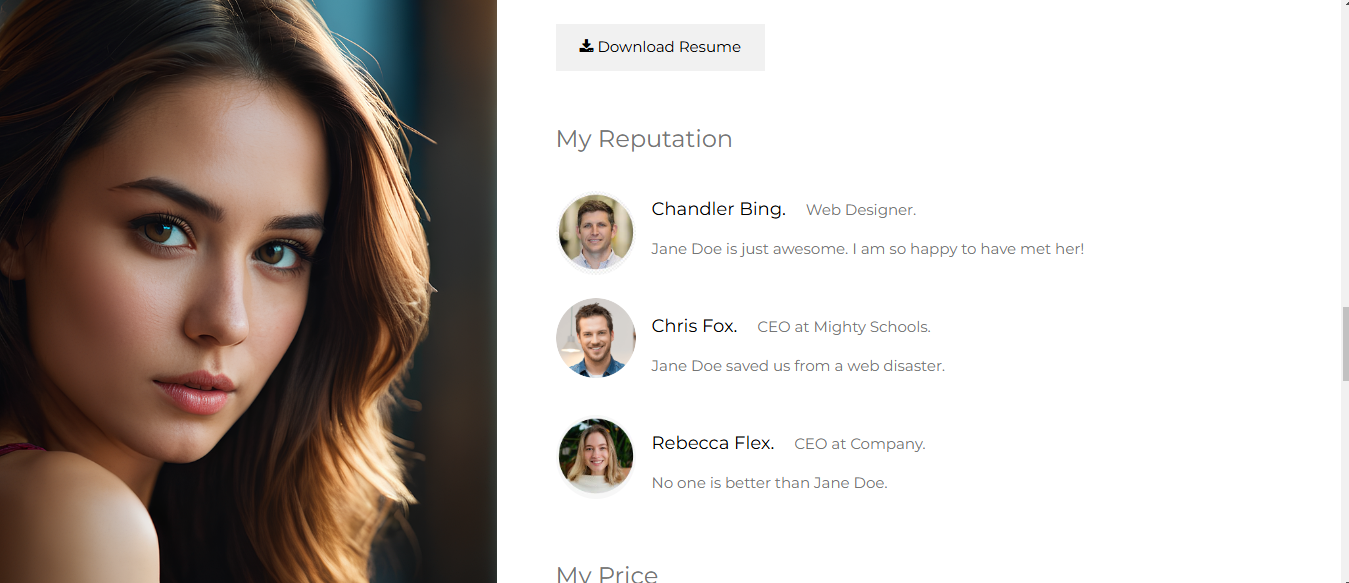 Download Resume
My Reputation
Chandler Bing. Web Designer.
Jane Doe is just awesome. I am so happy to have met her!
Chris Fox. CEO at Mighty Schools.
Jane Doe saved us from a web disaster.
Rebecca Flex. CEO at Company.
No one is better than Jane Doe.
My Price